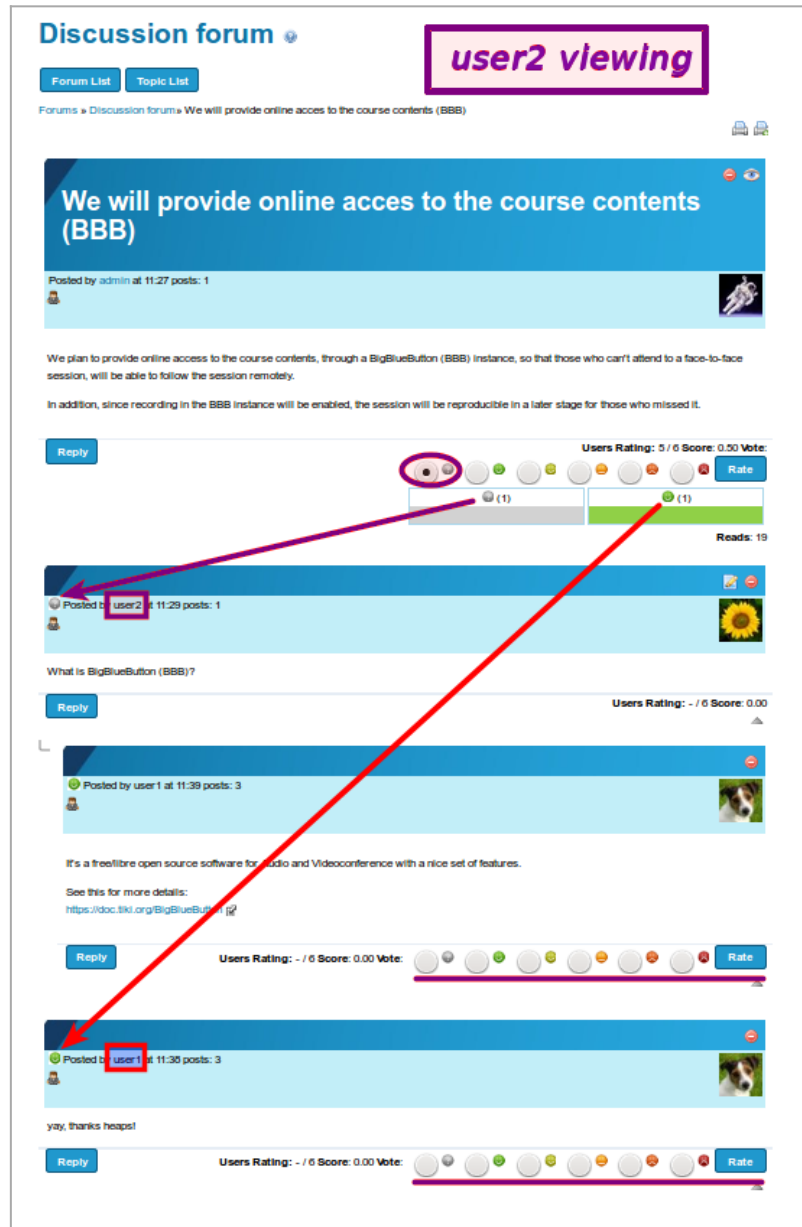 Discussion forum
user2 viewing
Forum List Topic List
Forums » Discussion forum» We will provide online acces to the course contents (BBB)
We will provide online acces to the course contents
(BBB)
Posted by admin at 11:27 posts: 1
We plan to provide online access to the course contents, through a BigBlueButton (BBB) instance, so that those who can't attend to a face-to-face
session, will be able to follow the session remotely.
In addition, since recording in the BBB instance will be enabled, the session will be reproducible in a later stage for those who missed it.
Reply
Users Rating: 5 / 6 Score: 0.50 Vote:
Rate
(1) (1)
Reads: 19
Posted by user2 at 11:29 posts: 1
What is BigBlueButton (BBB)?
Reply Users Rating: - / 6 Score: 0.00
Posted by user1 at 11:39 posts: 3
It's a free/libre open source software for Audio and Videoconference with a nice set of features.
See this for more details:
https://doc.tiki.org/BigBlueButton
Reply Users Rating: - / 6 Score: 0.00 Vote: Rate
Posted by user1 at 11:38 posts: 3
yay, thanks heaps!
Reply Users Rating: - / 6 Score: 0.00 Vote: Rate